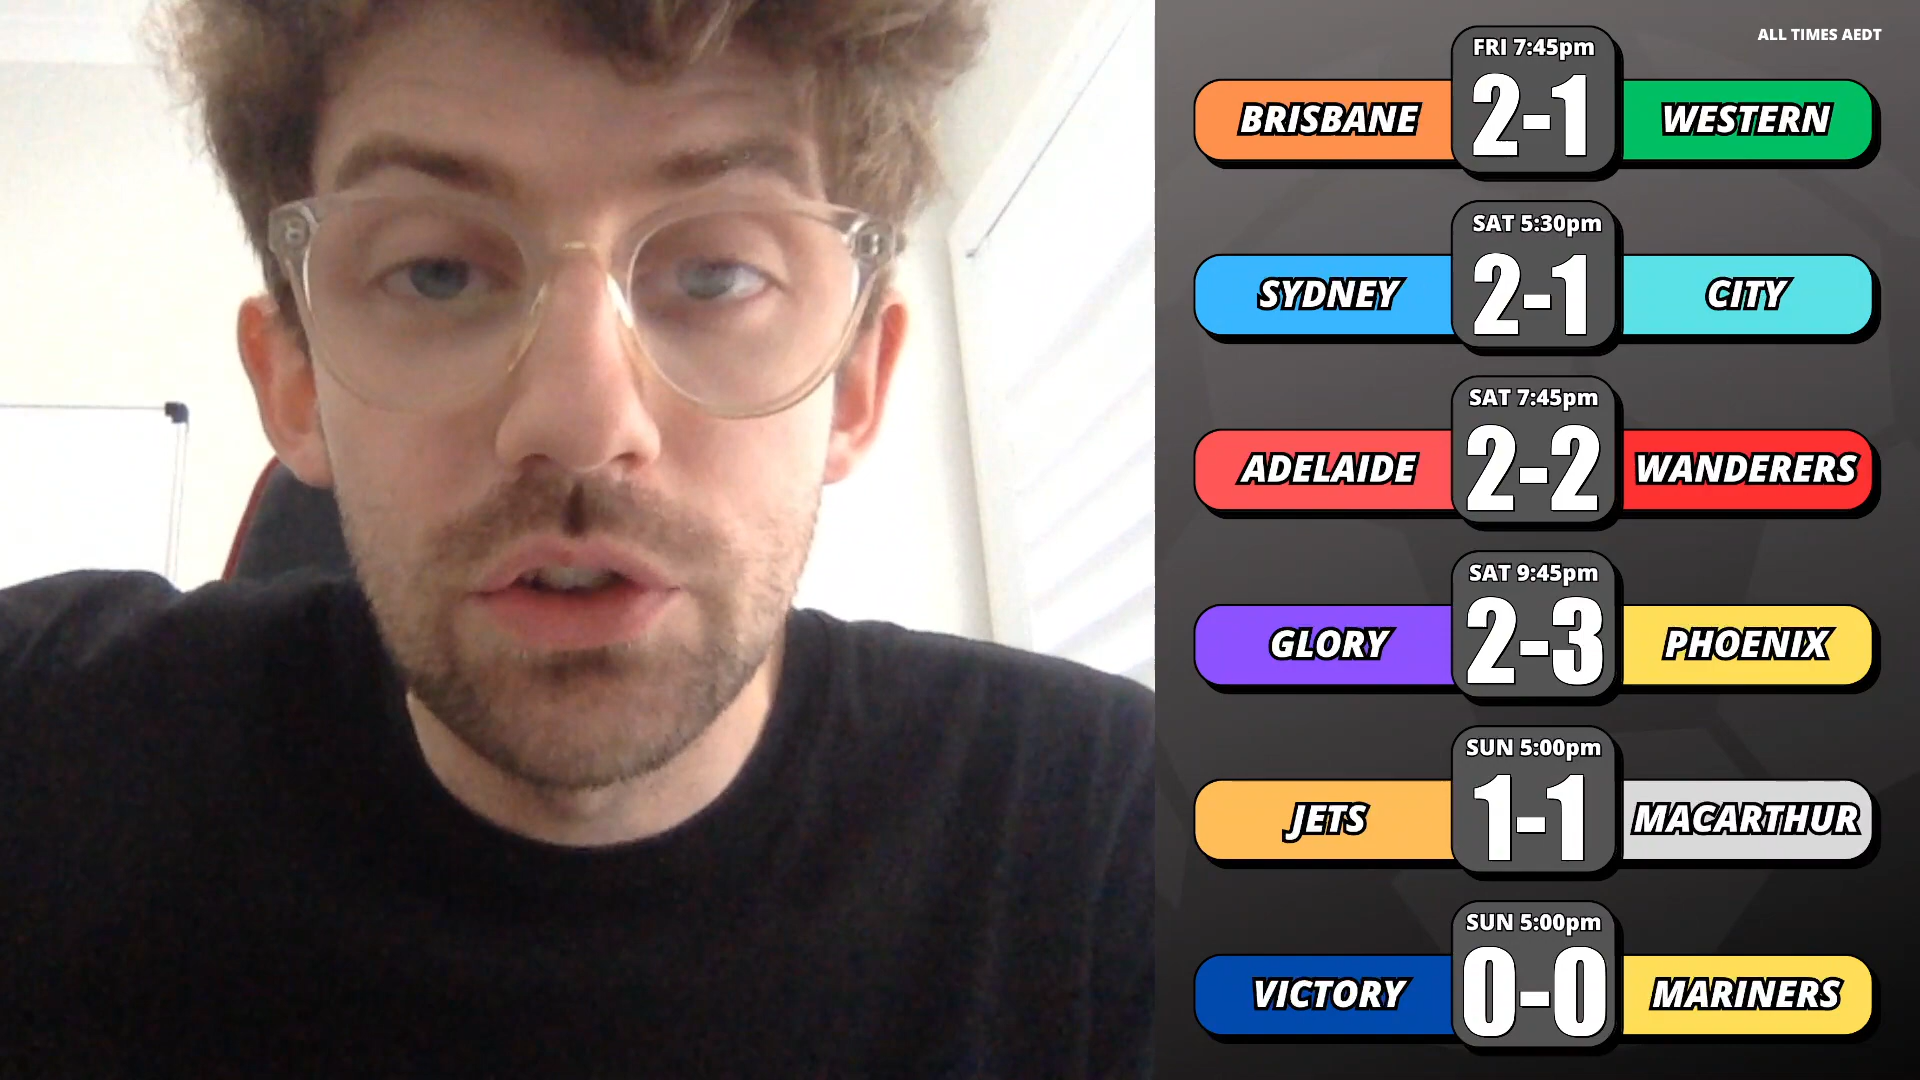 ALL TIMES AEDT
FRI 7:45pm
BRISBANE 2-1 WESTERN
SAT 5:30pm
SYDNEY 2-1 CITY
SAT 7:45pm
ADELAIDE 2-2 WANDERERS
SAT 9:45pm
GLORY 2-3 PHOENIX
SUN 5:00pm
JETS 1-1 MACARTHUR
SUN 5:00pm
VICTORY 0-0 MARINERS